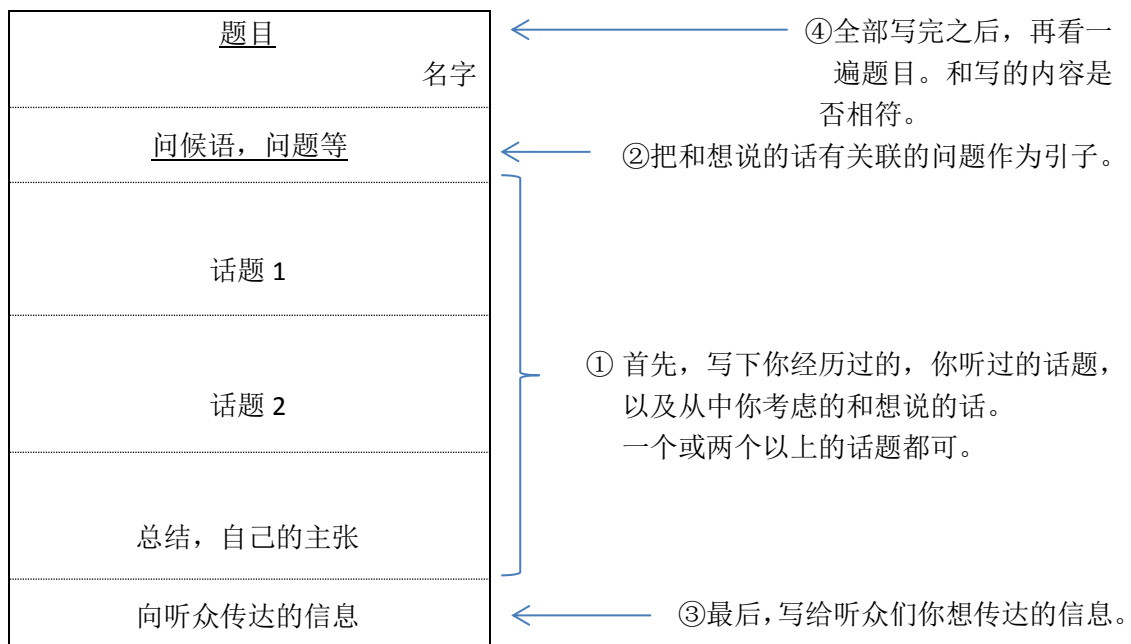 题目
名字
④全部写完之后，再看一
遍题目。和写的内容是
否相符。
问候语，问题等
②把和想说的话有关联的问题作为引子。
话题 1
话题 2
总结，自己的主张
① 首先，写下你经历过的，你听过的话题，
以及从中你考虑的和想说的话。
一个或两个以上的话题都可。
向听众传达的信息
③最后，写给听众们你想传达的信息。